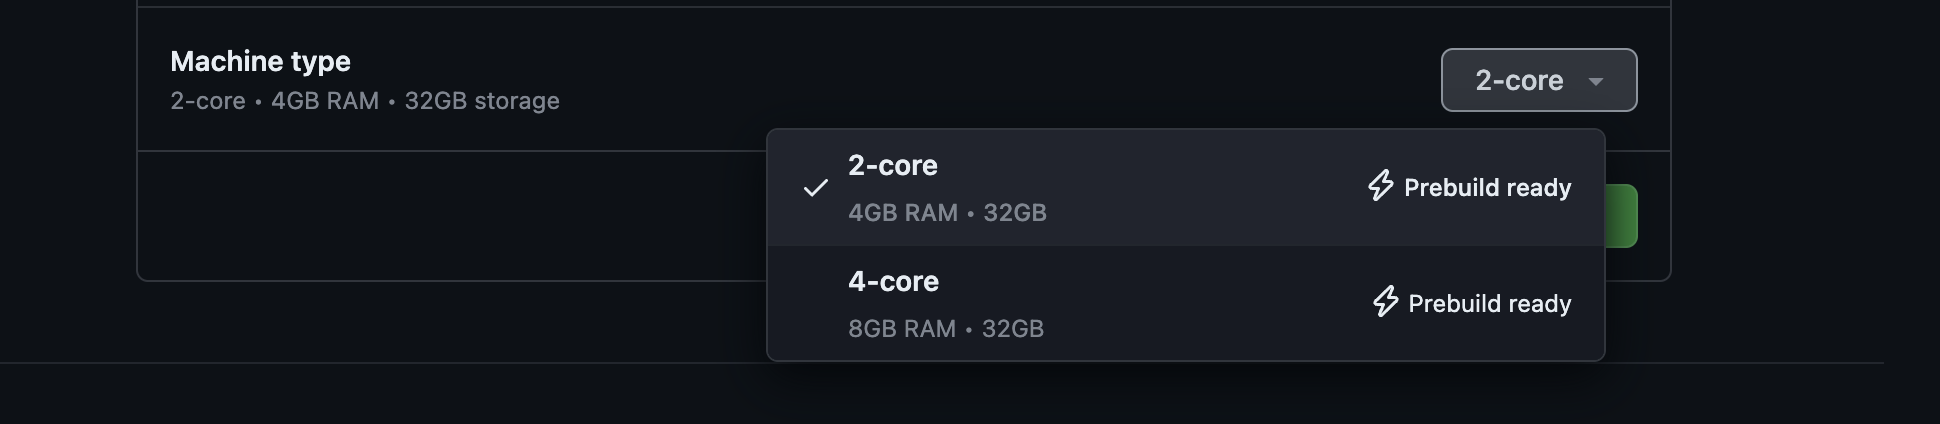 Machine type
2-core • 4GB RAM • 32GB storage
2-core
2-core
4GB RAM • 32GB
Prebuild ready
4-core
8GB RAM • 32GB
Prebuild ready